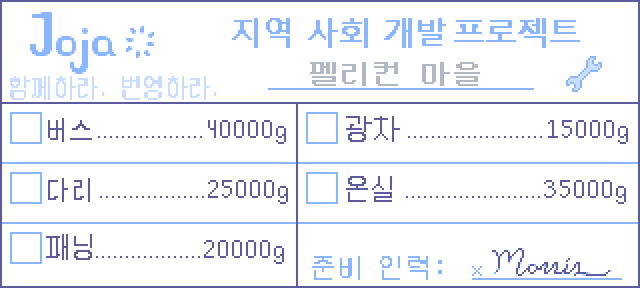 Joja
지역 사회 개발 프로젝트
펠리컨 마을
함께하라. 번영하라.
버스....................40000g
광차.........................15000g
다리....................25000g
온실.........................35000g
패닝....................20000g
준비 인력: x Morris